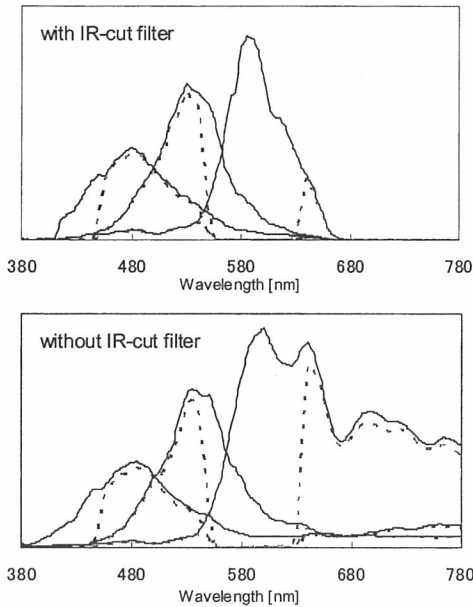 with IR-cut filter
380 480 580 680 780
Wavelength [nm]
without IR-cut filter
380 480 580 680 780
Wavelength [nm]